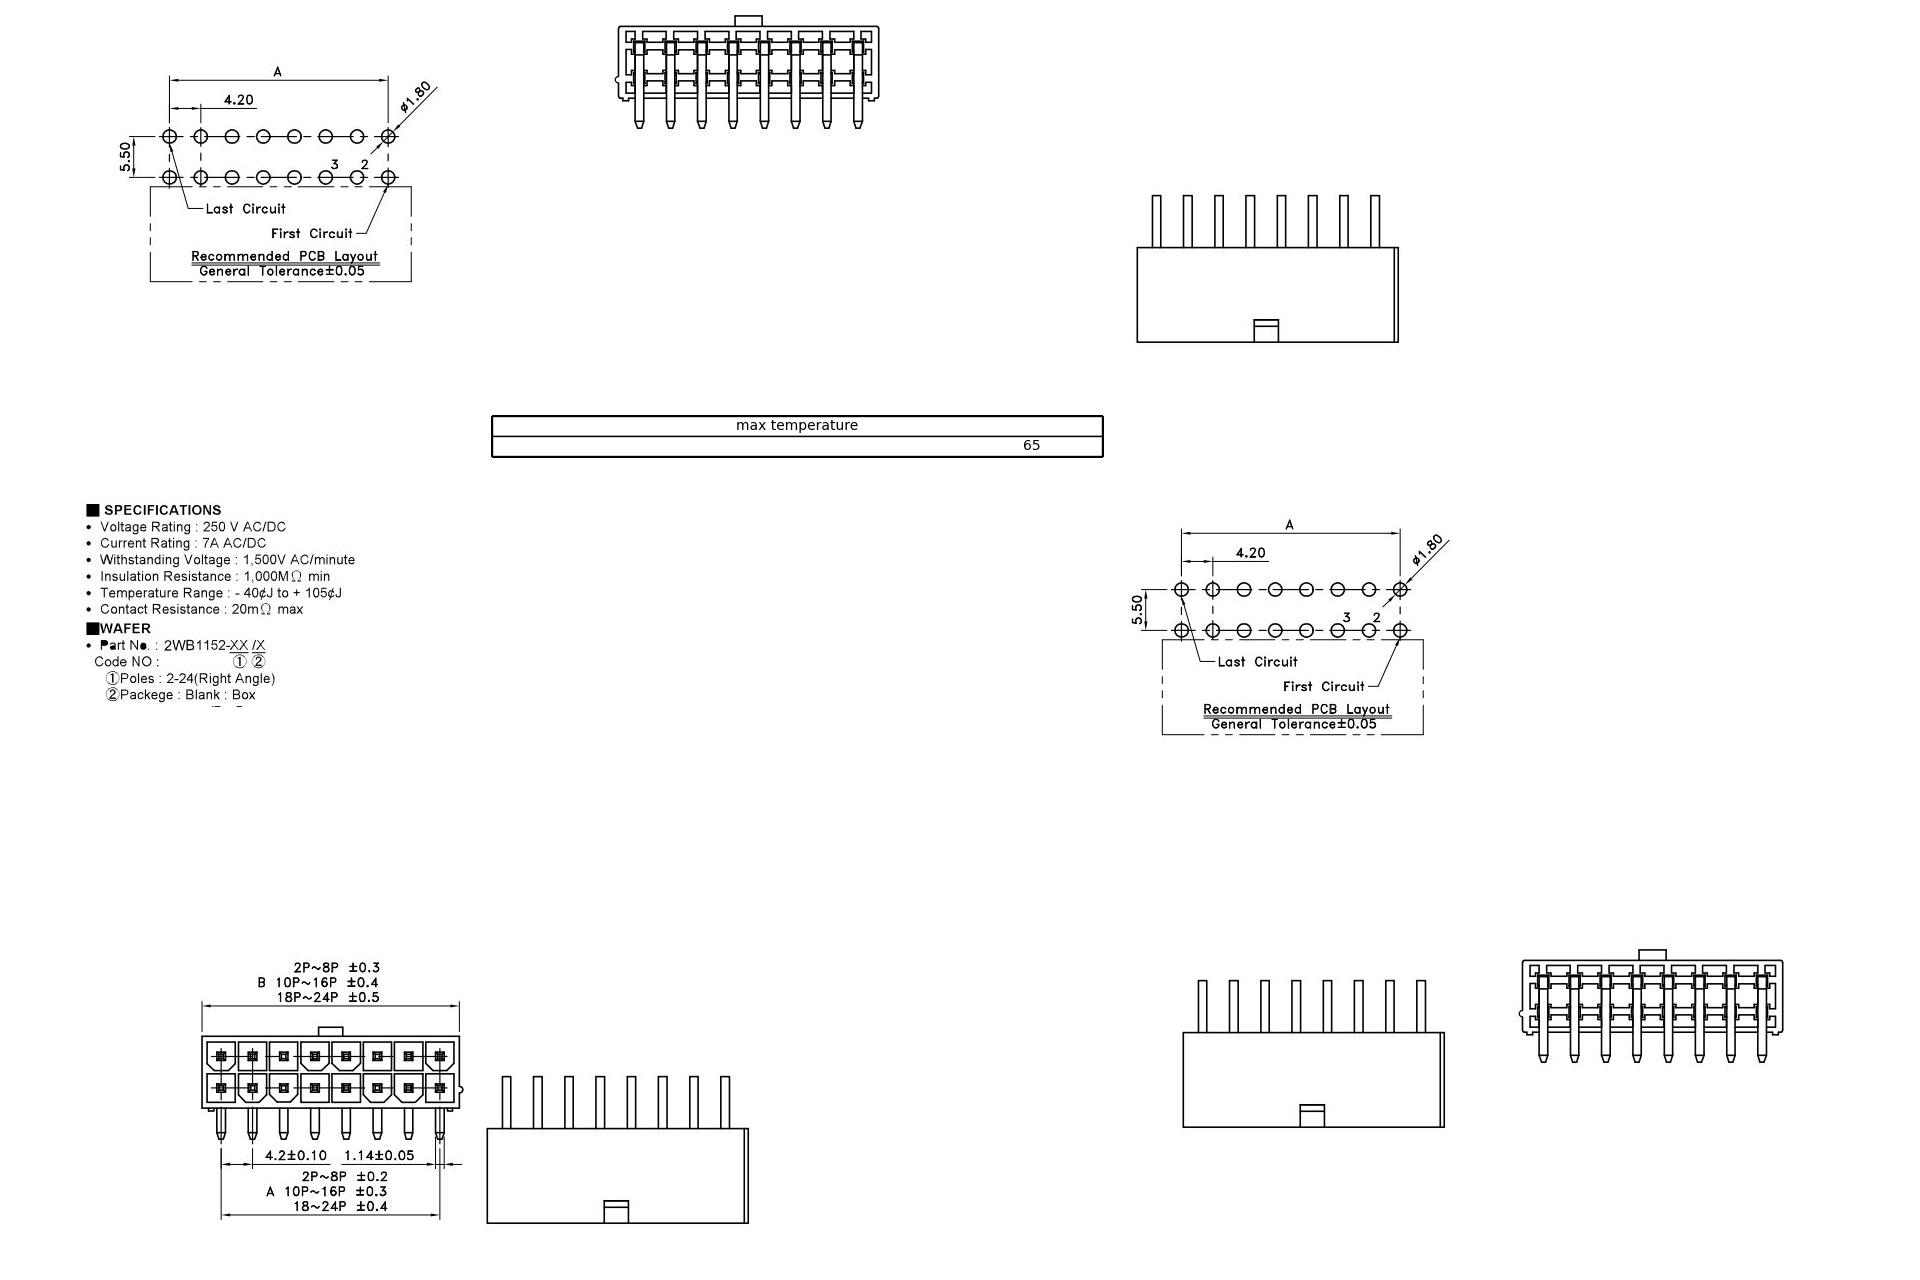 A
4.20
ø1.80
5.50
3 2
Last Circuit
First Circuit
Recommended PCB Layout
General Tolerance±0.05
max temperature
65
■ SPECIFICATIONS
• Voltage Rating : 250 V AC/DC
• Current Rating : 7A AC/DC
• Withstanding Voltage : 1,500V AC/minute
• Insulation Resistance : 1,000MΩ min
• Temperature Range : - 40¢J to + 105¢J
• Contact Resistance : 20mΩ max
■WAFER
• Part No. : 2WB1152-XX /X
Code NO : ① ②
①Poles : 2-24(Right Angle)
②Packege : Blank : Box
A
4.20
ø1.80
5.50
3 2
Last Circuit
First Circuit
Recommended PCB Layout
General Tolerance±0.05
2P~8P ±0.3
B 10P~16P ±0.4
18P~24P ±0.5
4.2±0.10 1.14±0.05
2P~8P ±0.2
A 10P~16P ±0.3
18~24P ±0.4